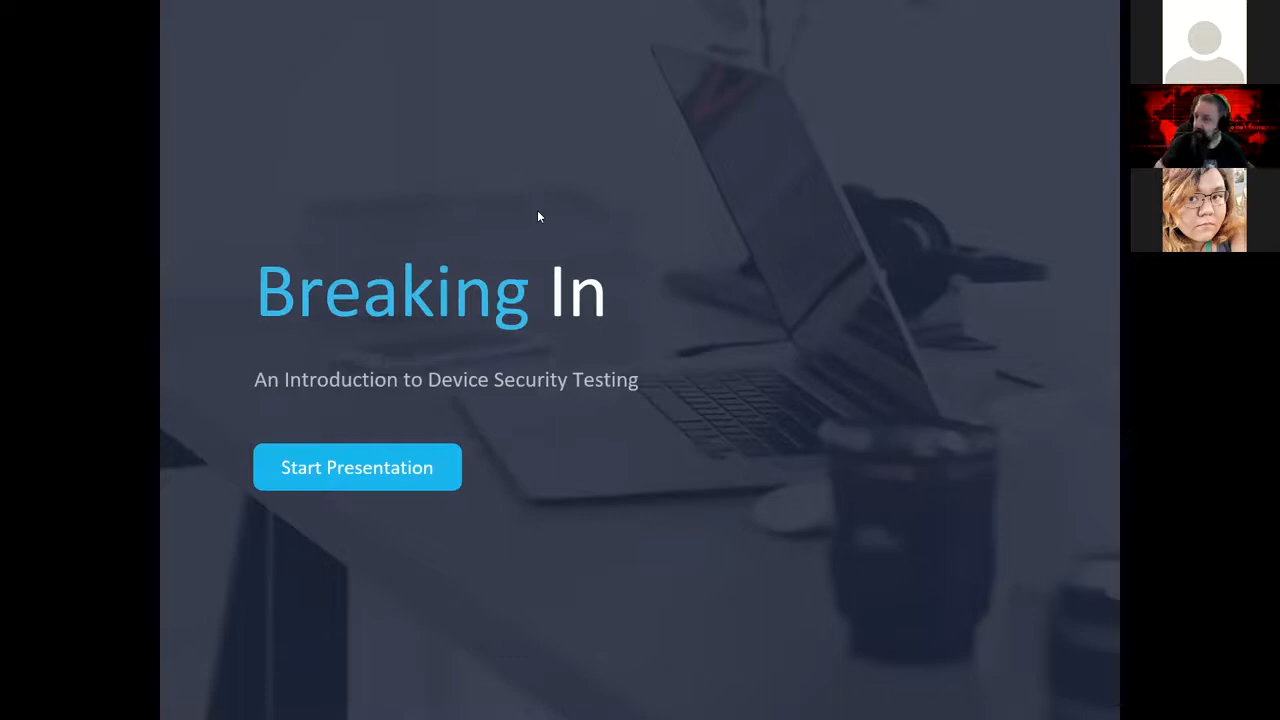 Breaking In
An Introduction to Device Security Testing
Start Presentation